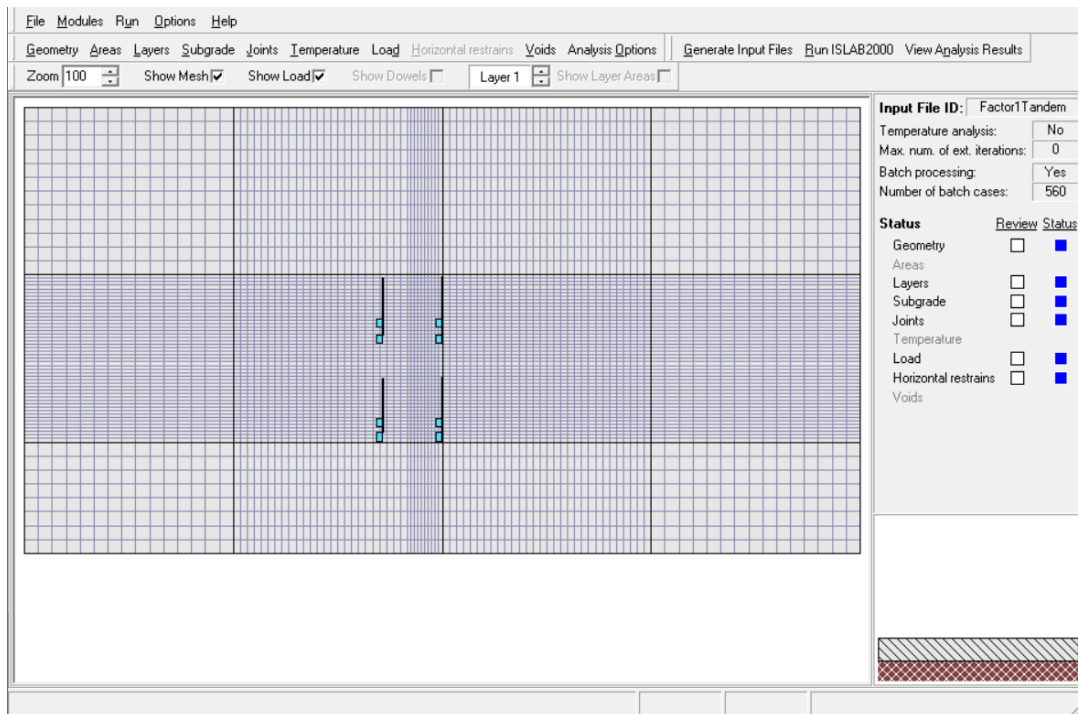 File Modules Run Options Help
Geometry Areas Layers Subgrade Joints Temperature Load Horizontal restrains Voids Analysis Options Generate Input Files Run ISLAB2000 View Analysis Results
Zoom 100 Show Mesh Show Load Show Dowels Layer 1 Show Layer Areas
Input File ID: Factor1Tandem
Temperature analysis: No
Max. num. of ext. iterations: 0
Batch processing: Yes
Number of batch cases: 560
Status Review Status
Geometry
Areas
Layers
Subgrade
Joints
Temperature
Load
Horizontal restrains
Voids